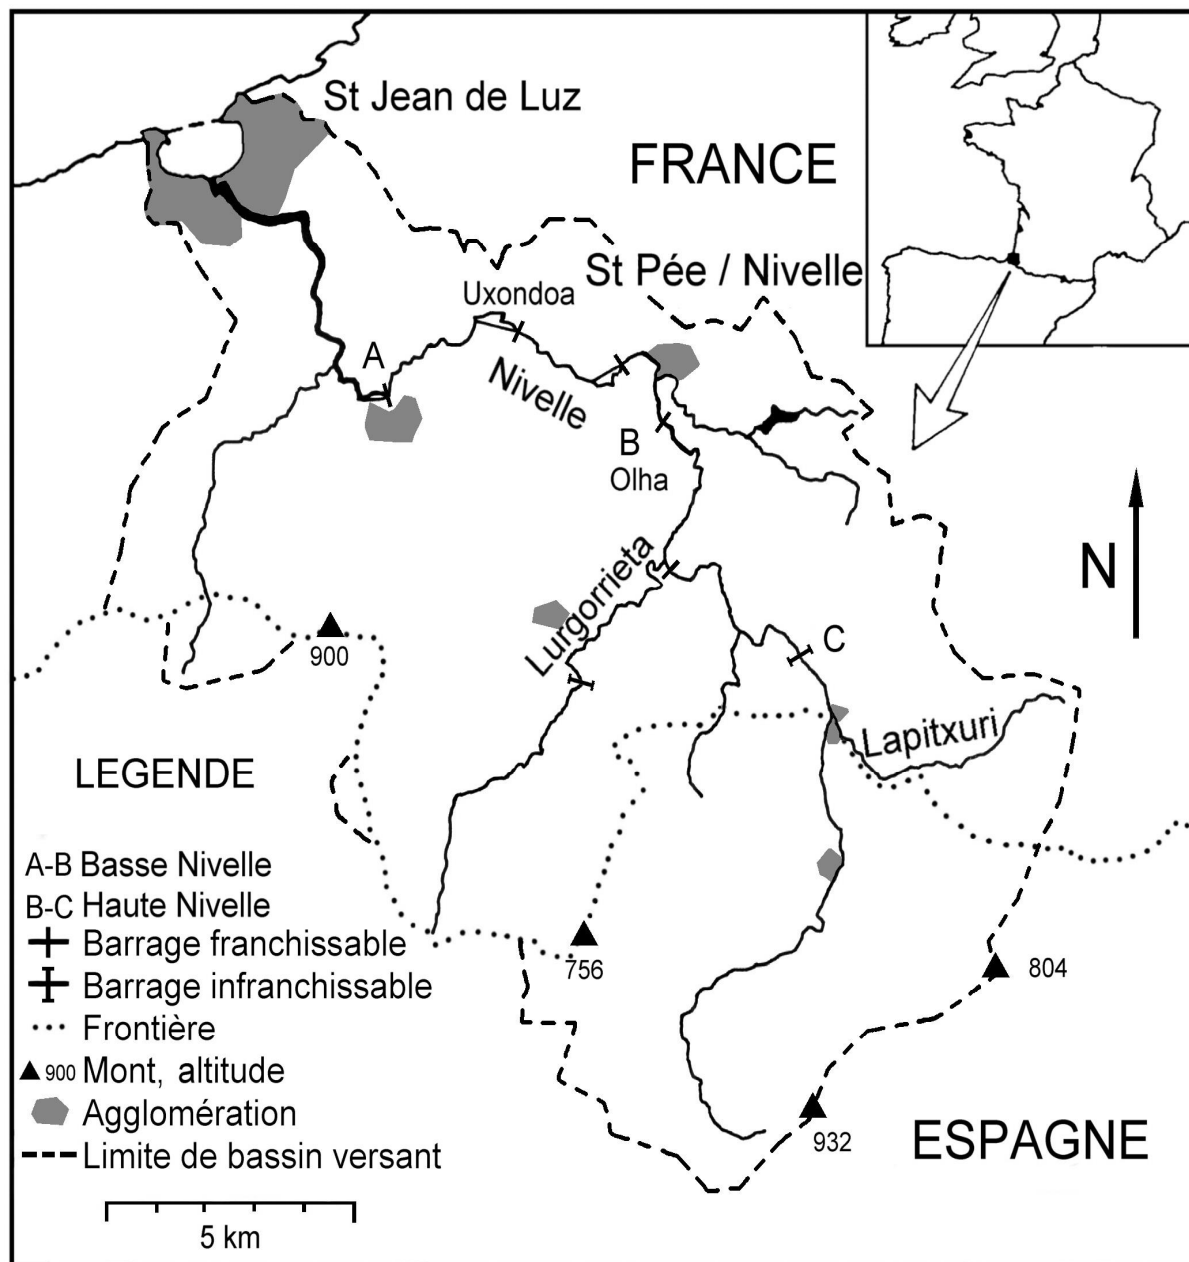 St Jean de Luz
FRANCE
St Pée / Nivelle
Uxondoa
A
Nivelle
B
Olha
N
Lurgorrieta
C
900
Lapitxuri
LEGENDE
A-B Basse Nivelle
B-C Haute Nivelle
Barrage franchissable
Barrage infranchissable
Frontière
900 Mont, altitude
Agglomération
Limite de bassin versant
5 km
756
804
932
ESPAGNE